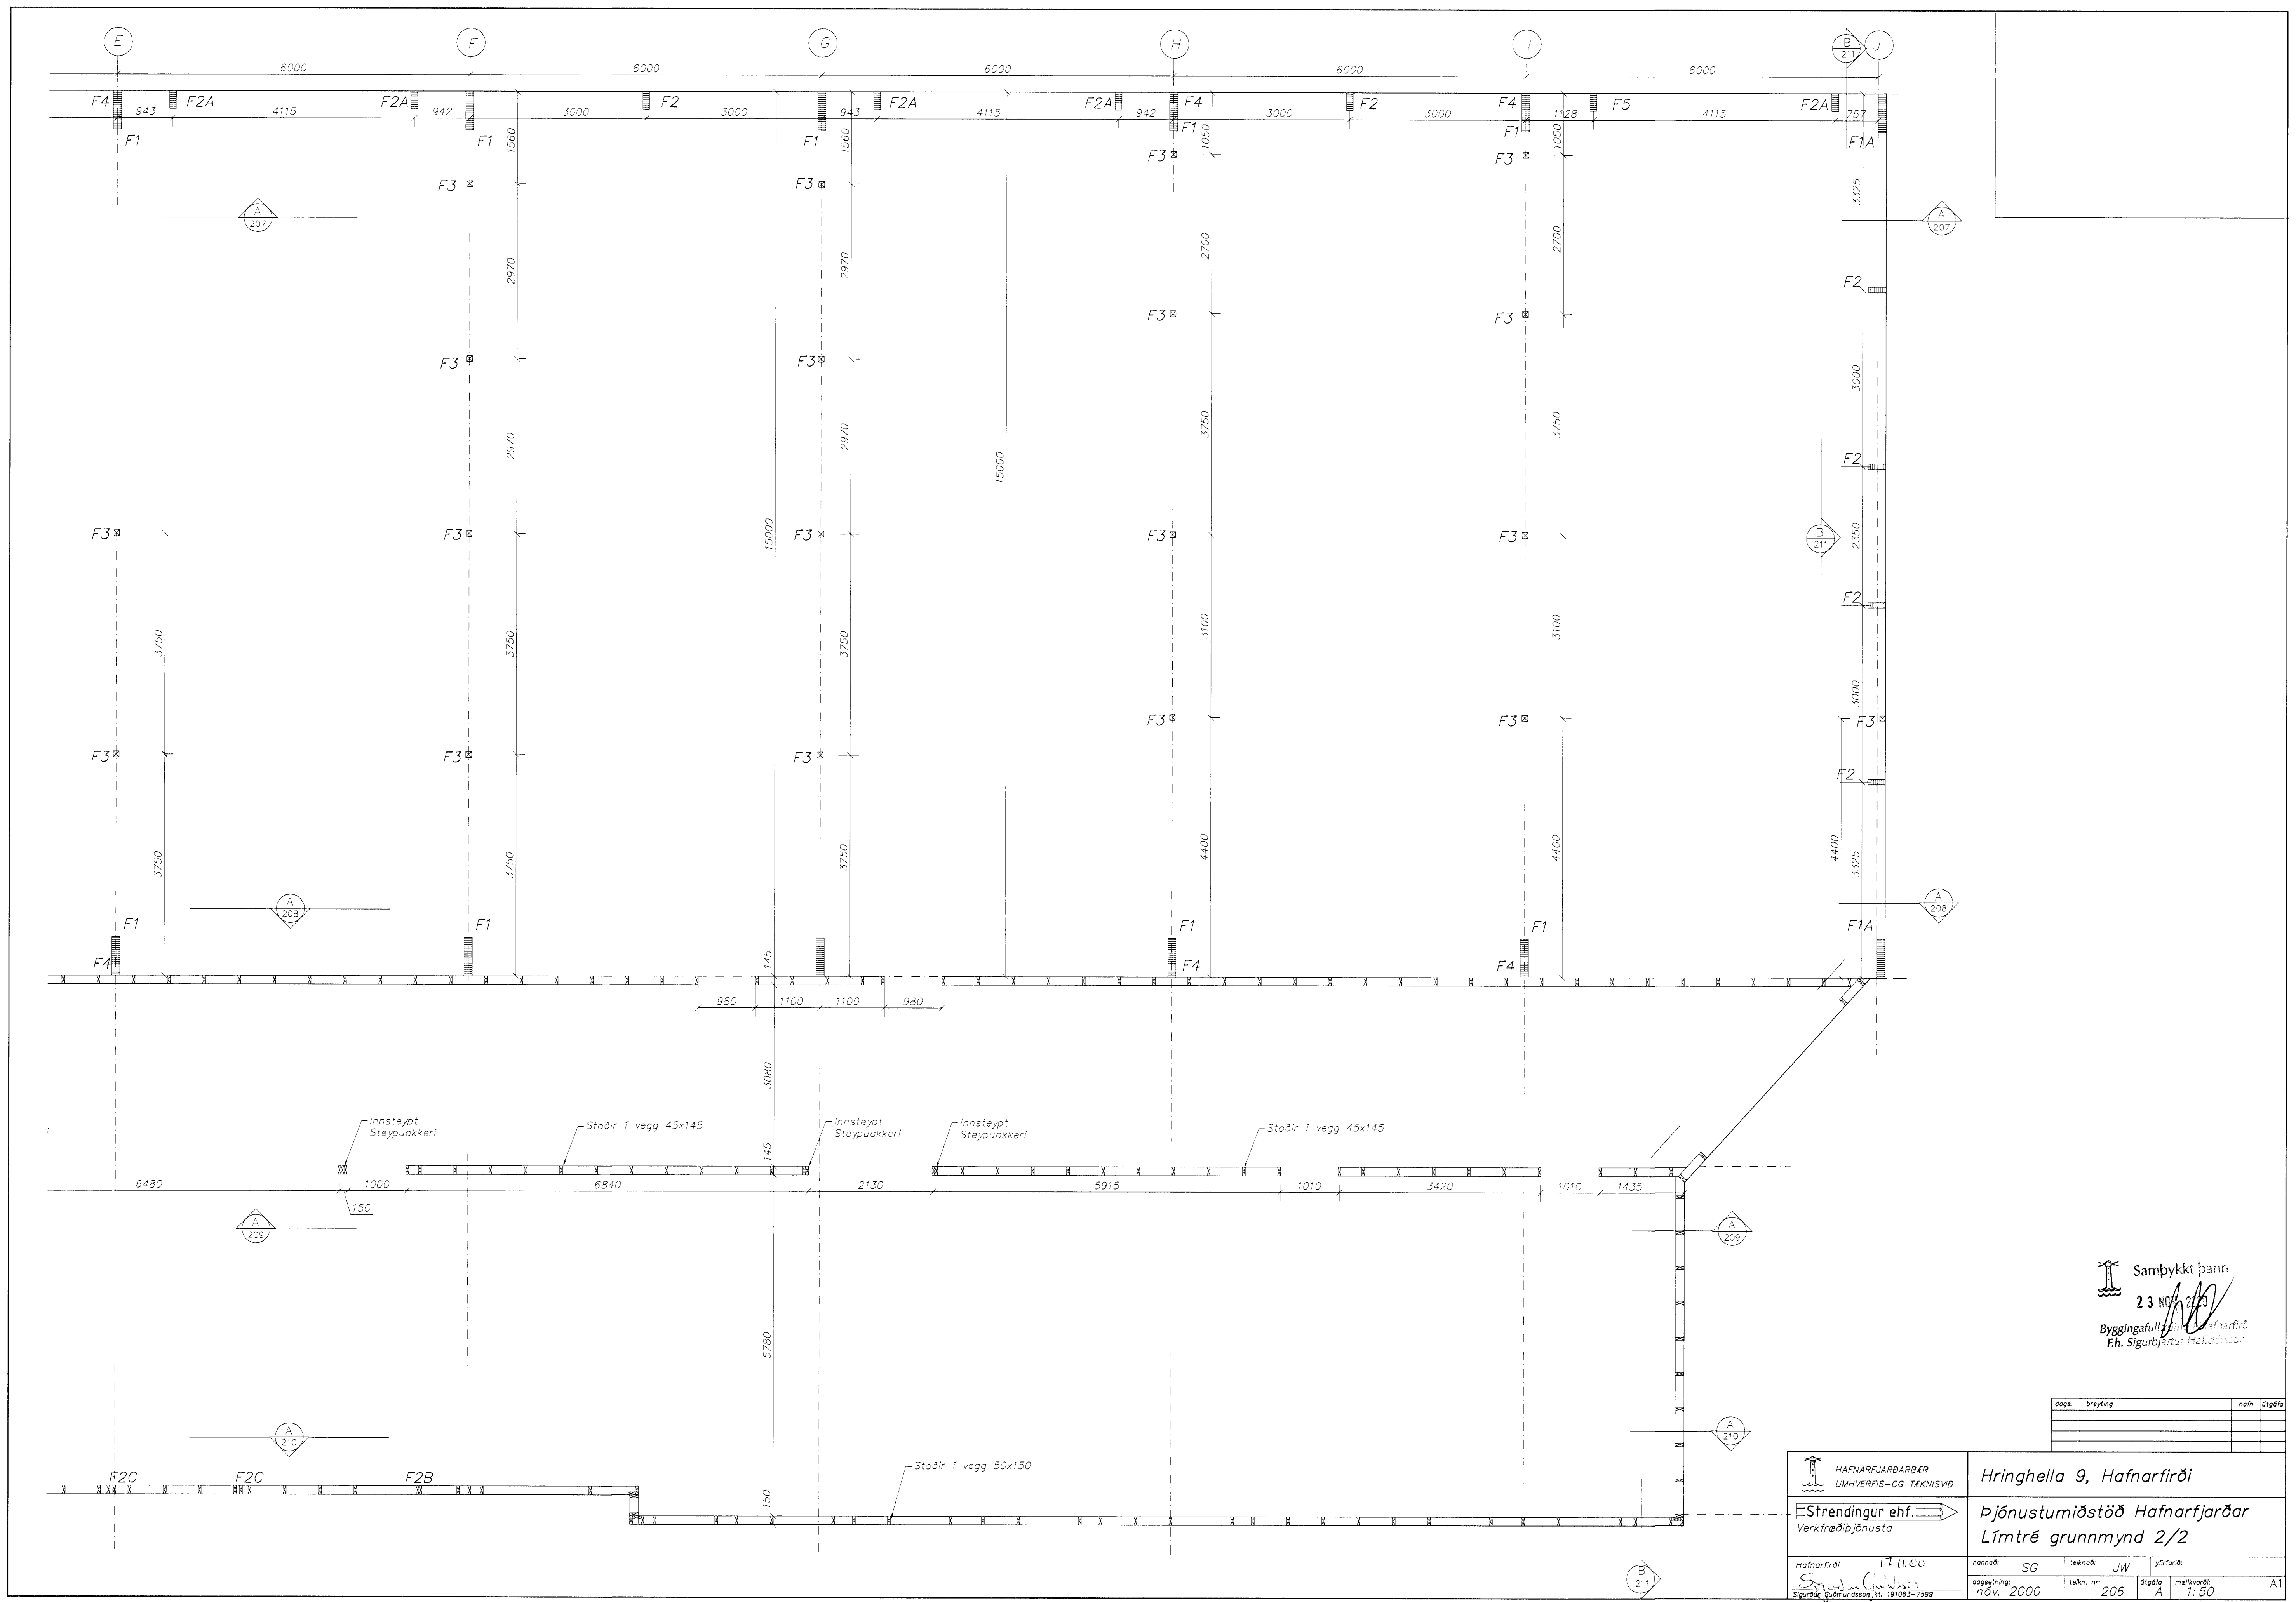 E F G H I B 211 J
6000 6000 6000 6000 6000
F4 F2A F2A F2 F2A F2A F4 F2 F4 F5 F2A
943 4115 942 3000 3000 943 4115 942 3000 3000 1128 4115 757
F1 F1 F1 F1 F1 F1A
1560 1560 1050 1050
F3 F3
F3 F3
A 207
3325
A 207
2970 2970 2700 2700
F2
F3 F3
F3 F3
3000
2970 2970 3750 3750
15000
F2
15000
F3 F3 F3 F3 F3
B 211
2350
F2
3750 3750 3750 3100 3100
3000
F3 F3 F3
F3 F3 F3
F2
3750 3750 3750 4400 4400 4400 3325
A 208
A 208
F1 F1 F1 F1 F1A
F4 145 F4 F4
980 1100 1100 980
3080
Innsteypt
Steypuakkeri
Stoðir í vegg 45x145
Innsteypt
Steypuakkeri
Innsteypt
Steypuakkeri
Stoðir í vegg 45x145
145
6480 1000 6840 2130 5915 1010 3420 1010 1435
150
A 209
A 209
5780
A 210
A 210
F2C F2C F2B
Stoðir í vegg 50x150
150
B 211
Samþykkt þann
23 NOV
F.h.
dags. breyting nafn útgáfa
HAFNARFJARÐARBÆR
UMHVERFIS-OG TÆKNISVIÐ
Hringhella 9, Hafnarfirði
Strendingur ehf.
Verkfræðiþjónusta
Þjónustumiðstöð Hafnarfjarðar
Límtré grunnmynd 2/2
Hafnarfirði 17.11.00
Sigurður Guðmundsson kt. 191063-7599
hannað: SG teiknað: JW yfirfarið:
dagsetning: nóv. 2000 teikn. nr: 206 útgáfa A mælikvarði: 1:50 A1